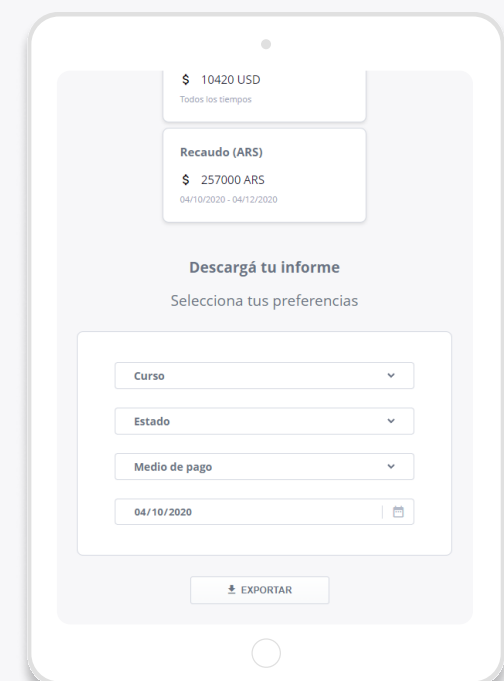 $ 10420 USD
Todos los tiempos
Recaudo (ARS)
$ 257000 ARS
04/10/2020 - 04/12/2020
Descargá tu informe
Selecciona tus preferencias
Curso
Estado
Medio de pago
04/10/2020
EXPORTAR